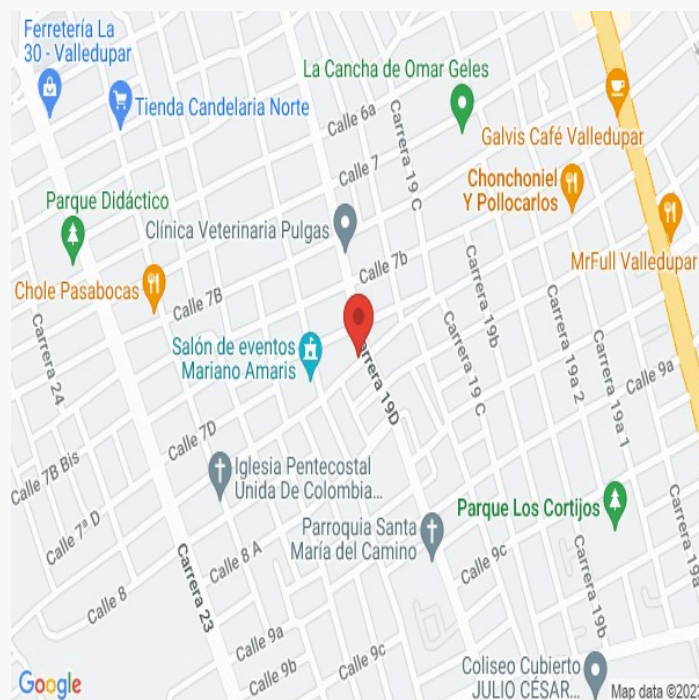 Ferretería La
30 - Valledupar
Tienda Candelaria Norte
La Cancha de Omar Geles
Calle 6a
Carrera 19 C
Galvis Café Valledupar
Calle 7
Chonchoniel
Y Pollocarlos
Parque Didáctico
Clínica Veterinaria Pulgas
MrFull Valledupar
Calle 7b
Carrera 19b
Chole Pasabocas
Calle 7B
Carrera 24
Salón de eventos
Mariano Amaris
Carrera 19D
Carrera 19 C
Carrera 19a 2
Carrera 19a 1
Calle 9a
Calle 7D
Calle 7B Bis
Iglesia Pentecostal
Unida De Colombia...
Parque Los Cortijos
Calle 7ª D
Parroquia Santa
María del Camino
Calle 8 A
Carrera 23
Calle 9c
Carrera 19b
Carrera 19a
Calle 8
Calle 9a
Calle 9b
Calle 9c
Coliseo Cubierto
JULIO CÉSAR...
Google
Map data ©202